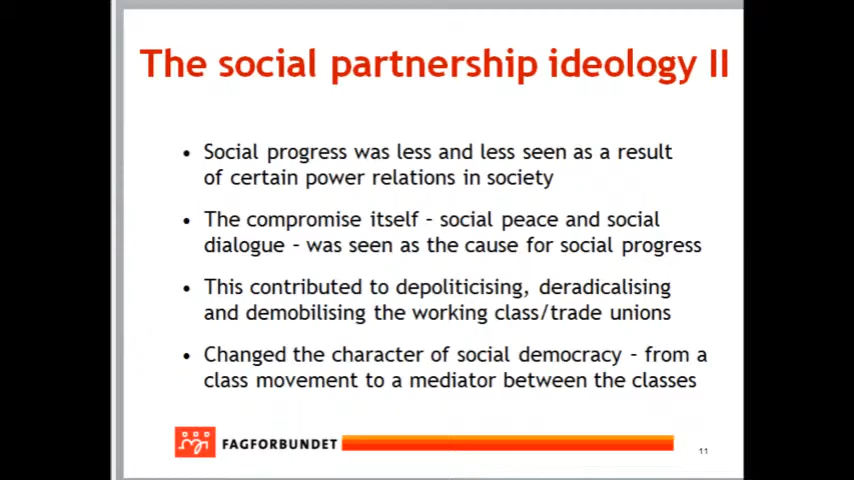 The social partnership ideology II
• Social progress was less and less seen as a result
of certain power relations in society
• The compromise itself – social peace and social
dialogue – was seen as the cause for social progress
• This contributed to depoliticising, deradicalising
and demobilising the working class/trade unions
• Changed the character of social democracy – from a
class movement to a mediator between the classes
FAGFORBUNDET
11